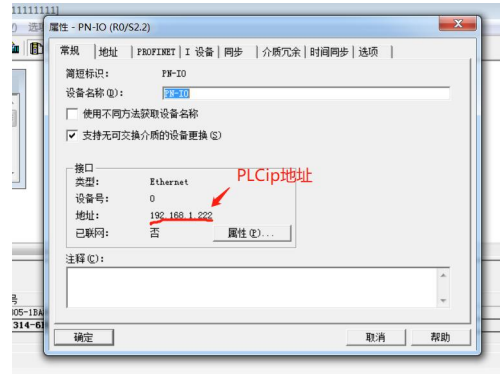 11111111]
属性 - PN-IO (R0/S2.2)
常规 地址 PROFINET I 设备 同步 介质冗余 时间同步 选项
简短标识： PN-IO
设备名称(D)： PN-IO
使用不同方法获取设备名称
支持无可交换介质的设备更换(S)
接口
类型： Ethernet
PLCip地址
设备号： 0
地址： 192.168.1.222
已联网： 否 属性(P)...
注释(C)：
号
05-1BA
314-6
确定 取消 帮助